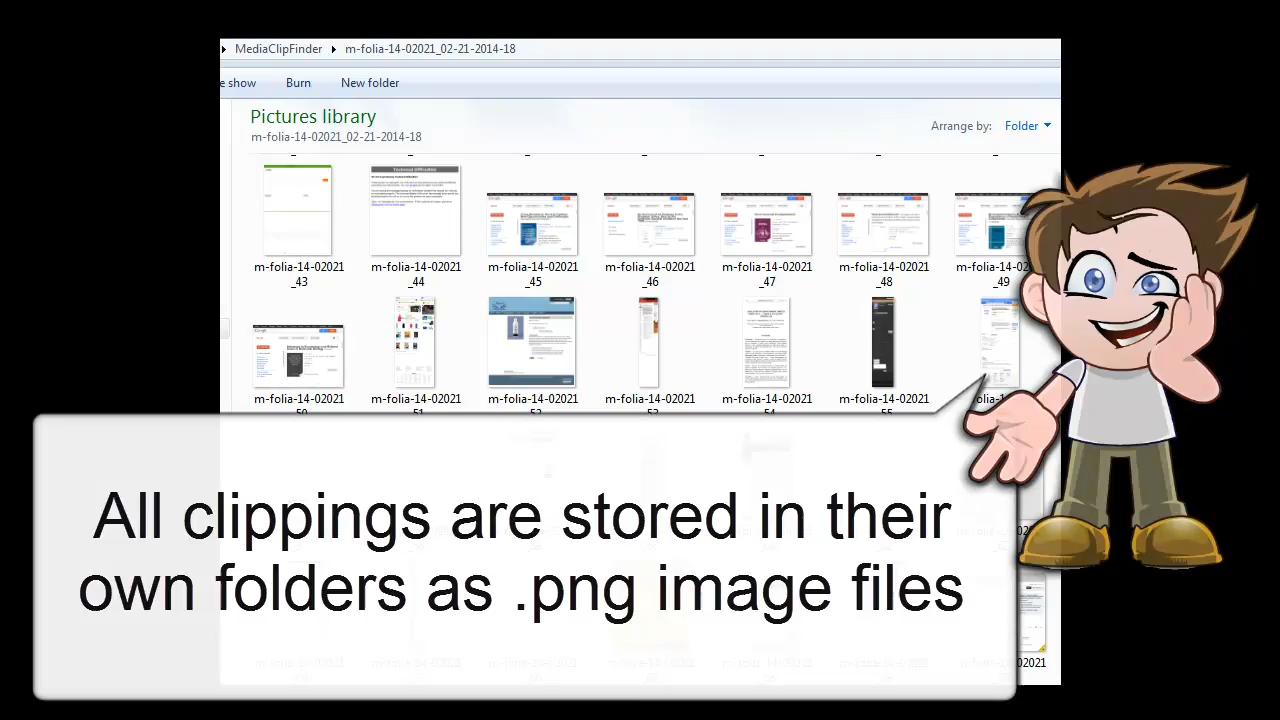 MediaClipFinder ▸ m-folia-14-02021_02-21-2014-18
e show Burn New folder
Pictures library
m-folia-14-02021_02-21-2014-18
Arrange by: Folder
m-folia-14-02021 m-folia-14-02021 m-folia-14-02021 m-folia-14-02021 m-folia-14-02021 m-folia-14-02021 m-folia-14-02
_43 _44 _45 _46 _47 _48 _49
m-folia-14-02021 m-folia-14-02021 m-folia-14-02021 m-folia-14-02021 m-folia-14-02021 m-folia-14-02021
All clippings are stored in their
own folders as .png image files